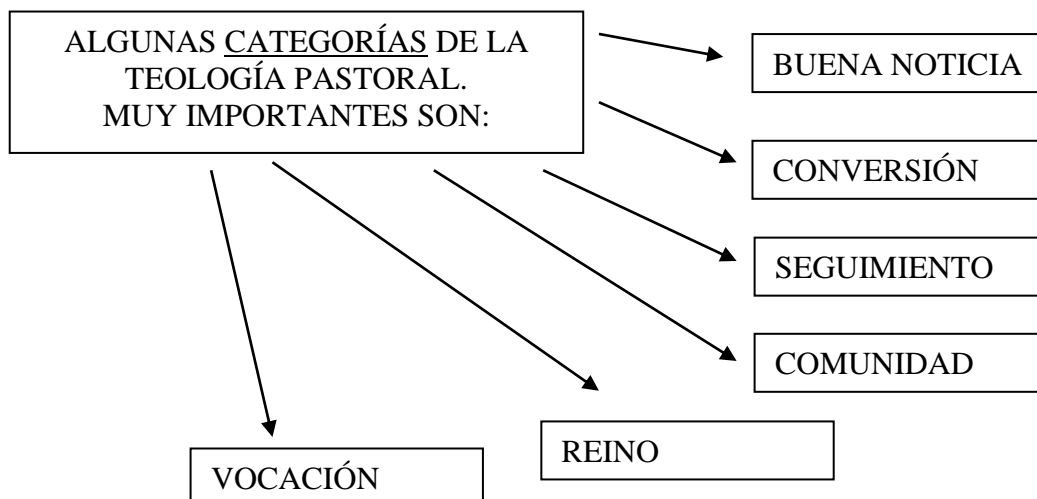 ALGUNAS CATEGORÍAS DE LA
TEOLOGÍA PASTORAL.
MUY IMPORTANTES SON:
BUENA NOTICIA
CONVERSIÓN
SEGUIMIENTO
COMUNIDAD
REINO
VOCACIÓN